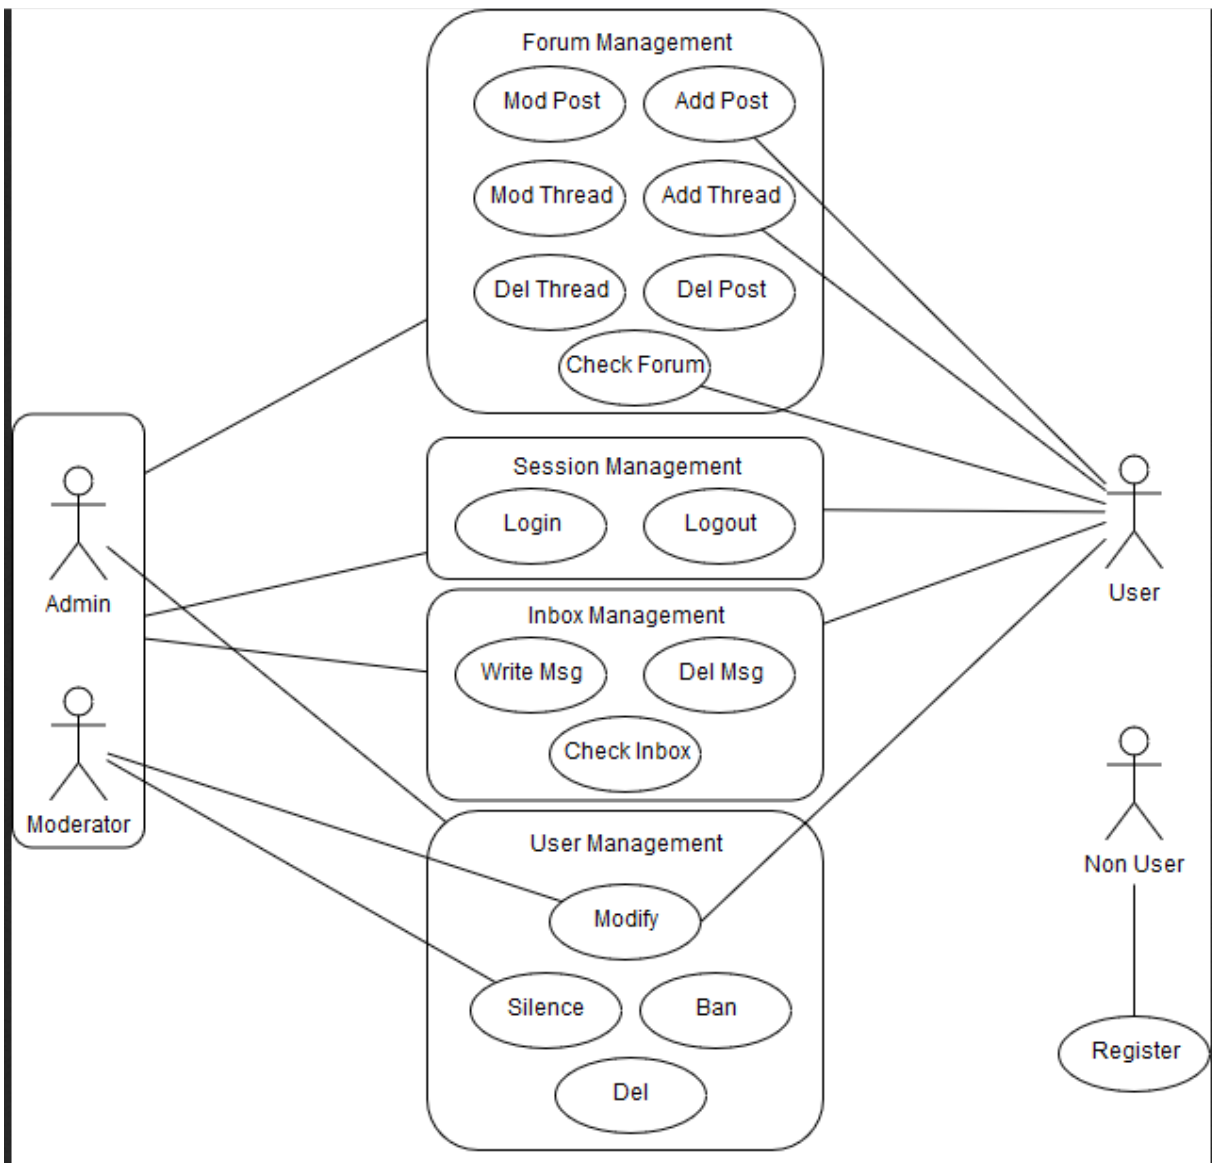 Forum Management
Mod Post
Add Post
Mod Thread
Add Thread
Del Thread
Del Post
Check Forum
Session Management
Login
Logout
Admin
User
Inbox Management
Write Msg
Del Msg
Check Inbox
Moderator
User Management
Non User
Modify
Silence
Ban
Register
Del